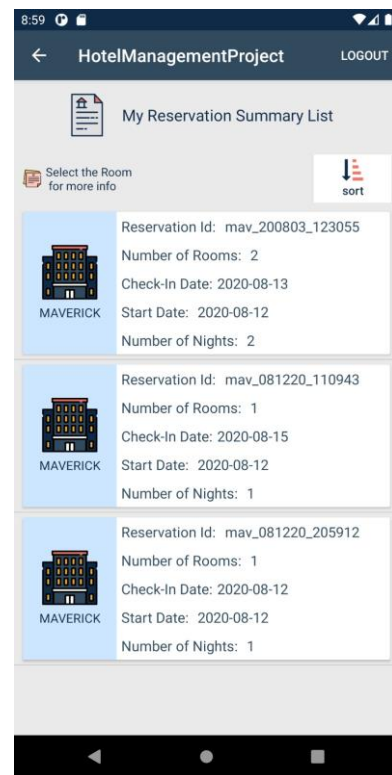 8:59
HotelManagementProject
LOGOUT
My Reservation Summary List
Select the Room
for more info
sort
Reservation Id: mav_200803_123055
Number of Rooms: 2
Check-In Date: 2020-08-13
Start Date: 2020-08-12
Number of Nights: 2
MAVERICK
Reservation Id: mav_081220_110943
Number of Rooms: 1
Check-In Date: 2020-08-15
Start Date: 2020-08-12
Number of Nights: 1
MAVERICK
Reservation Id: mav_081220_205912
Number of Rooms: 1
Check-In Date: 2020-08-12
Start Date: 2020-08-12
Number of Nights: 1
MAVERICK